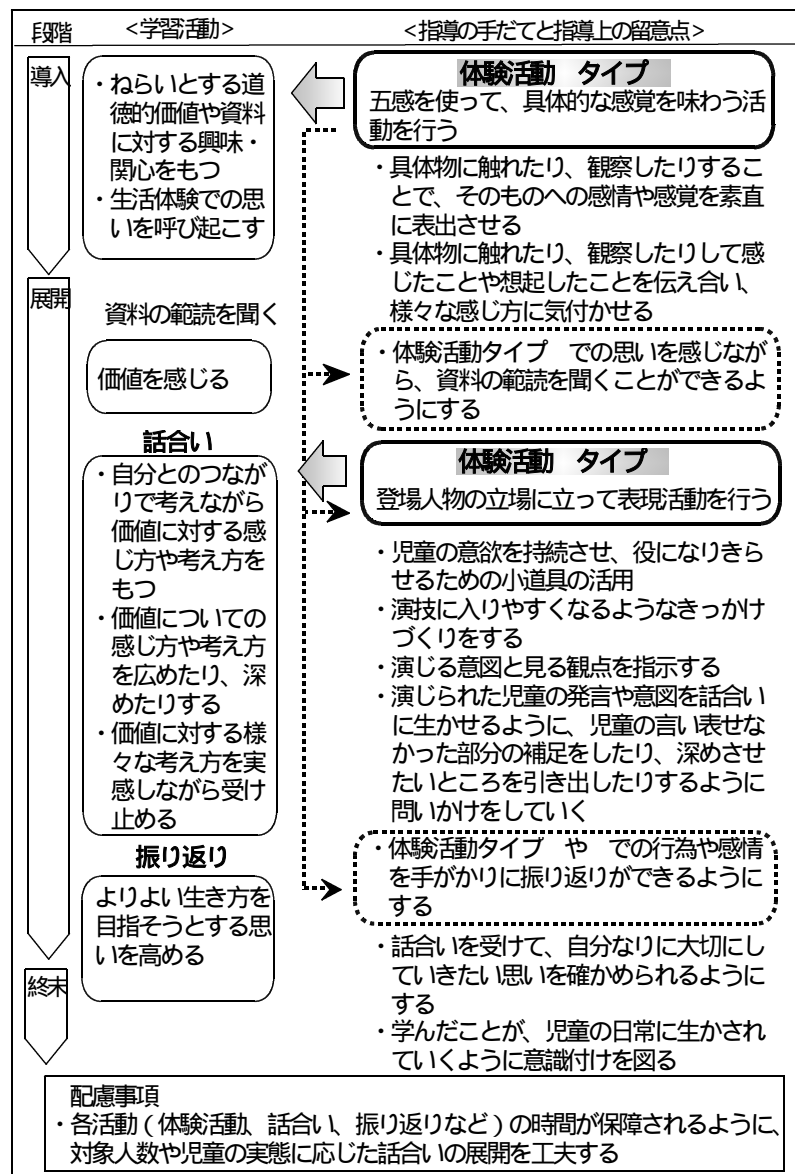 段階
<学習活動>
<指導の手だてと指導上の留意点>
導入
・ねらいとする道
徳的価値や資料
に対する興味・
関心をもつ
・生活体験での思
いを呼び起こす
体験活動　タイプ
五感を使って、具体的な感覚を味わう活
動を行う
・具体物に触れたり、観察したりするこ
とで、そのものへの感情や感覚を素直
に表出させる
・具体物に触れたり、観察したりして感
じたことや想起したことを伝え合い、
様々な感じ方に気付かせる
展開
資料の範読を聞く
価値を感じる
・体験活動タイプ　での思いを感じなが
ら、資料の範読を聞くことができるよ
うにする
話合い
・自分とのつなが
りで考えながら
価値に対する感
じ方や考え方を
もつ
・価値についての
感じ方や考え方
を広めたり、深
めたりする
・価値に対する様
々な考え方を実
感しながら受け
止める
体験活動　タイプ
登場人物の立場に立って表現活動を行う
・児童の意欲を持続させ、役になりきら
せるための小道具の活用
・演技に入りやすくなるようなきっかけ
づくりをする
・演じる意図と見る観点を指示する
・演じられた児童の発言や意図を話合い
に生かせるように、児童の言い表せな
かった部分の補足をしたり、深めさせ
たいところを引き出したりするように
問いかけをしていく
振り返り
よりよい生き方を
目指そうとする思
いを高める
・体験活動タイプ　や　での行為や感情
を手がかりに振り返りができるように
する
・話合いを受けて、自分なりに大切にし
ていきたい思いを確かめられるように
する
・学んだことが、児童の日常に生かされ
ていくように意識付けを図る
終末
配慮事項
・各活動（体験活動、話合い、振り返りなど）の時間が保障されるように、
対象人数や児童の実態に応じた話合いの展開を工夫する